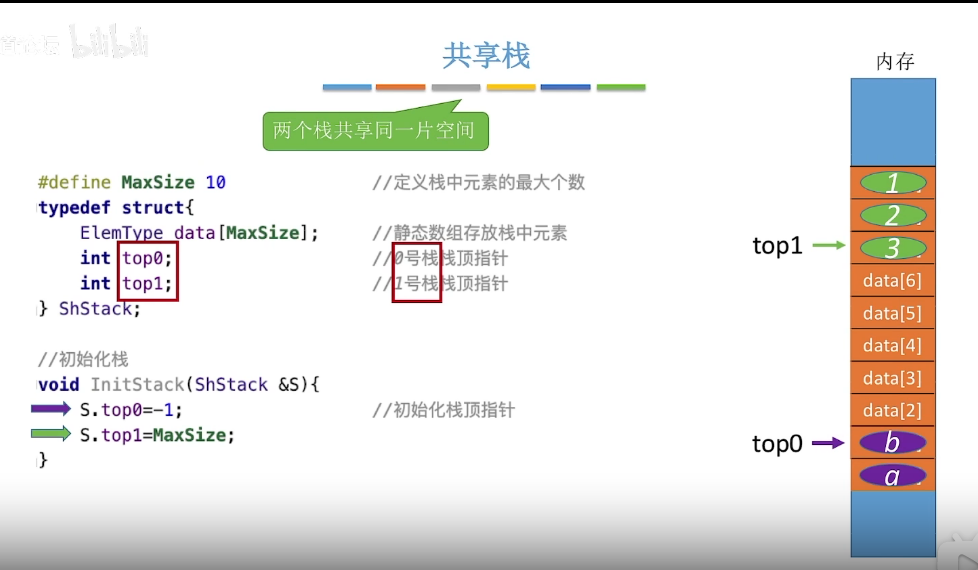 bilibili
共享栈
内存
两个栈共享同一片空间
#define MaxSize 10 //定义栈中元素的最大个数
typedef struct{
ElemType data[MaxSize]; //静态数组存放栈中元素
int top0; //0号栈栈顶指针
int top1; //1号栈栈顶指针
} ShStack;
//初始化栈
void InitStack(ShStack &S){
S.top0=-1; //初始化栈顶指针
S.top1=MaxSize;
}
1
2
top1
3
data[6]
data[5]
data[4]
data[3]
data[2]
top0
b
a